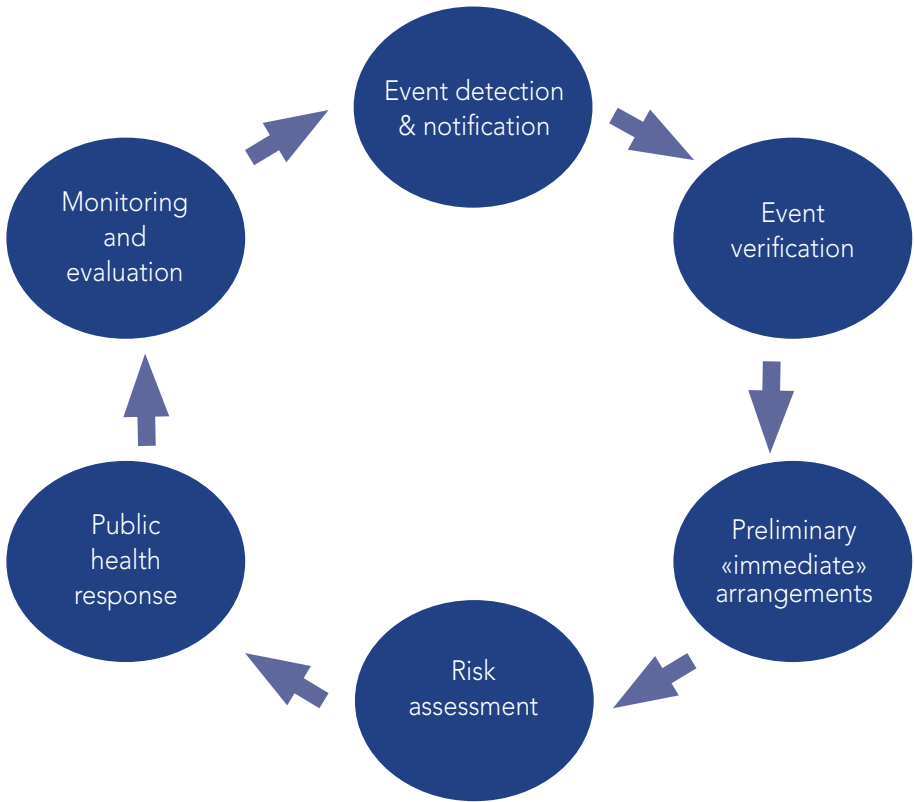 Event detection
& notification
Event
verification
Preliminary
«immediate»
arrangements
Risk
assessment
Public
health
response
Monitoring
and
evaluation